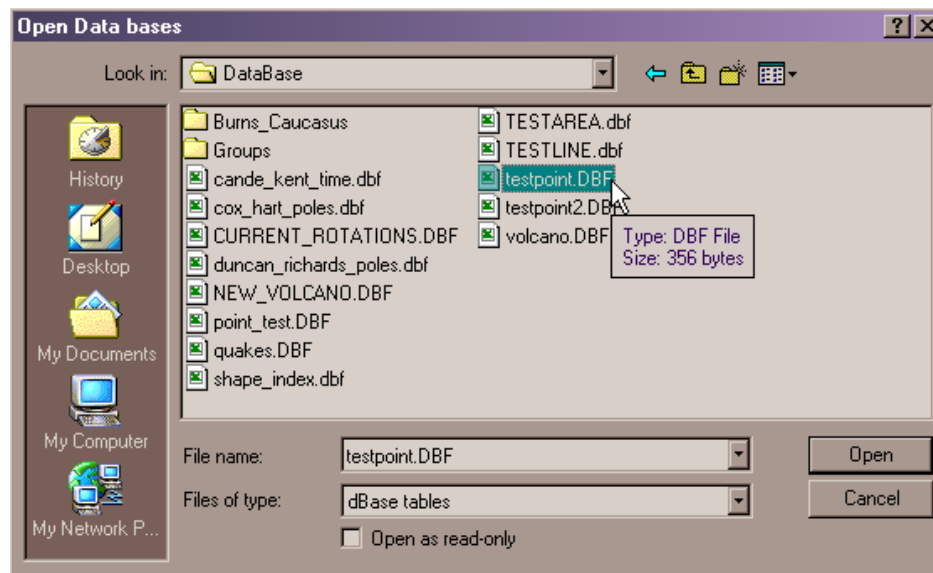 Open Data bases
Look in: DataBase
History
Desktop
My Documents
My Computer
My Network P...
Burns_Caucasus
Groups
cande_kent_time.dbf
cox_hart_poles.dbf
CURRENT_ROTATIONS.DBF
duncan_richards_poles.dbf
NEW_VOLCANO.DBF
point_test.DBF
quakes.DBF
shape_index.dbf
TESTAREA.dbf
TESTLINE.dbf
testpoint.DBF
testpoint2.DBF
volcano.DBF
Type: DBF File
Size: 356 bytes
File name: testpoint.DBF
Open
Files of type: dBase tables
Cancel
Open as read-only